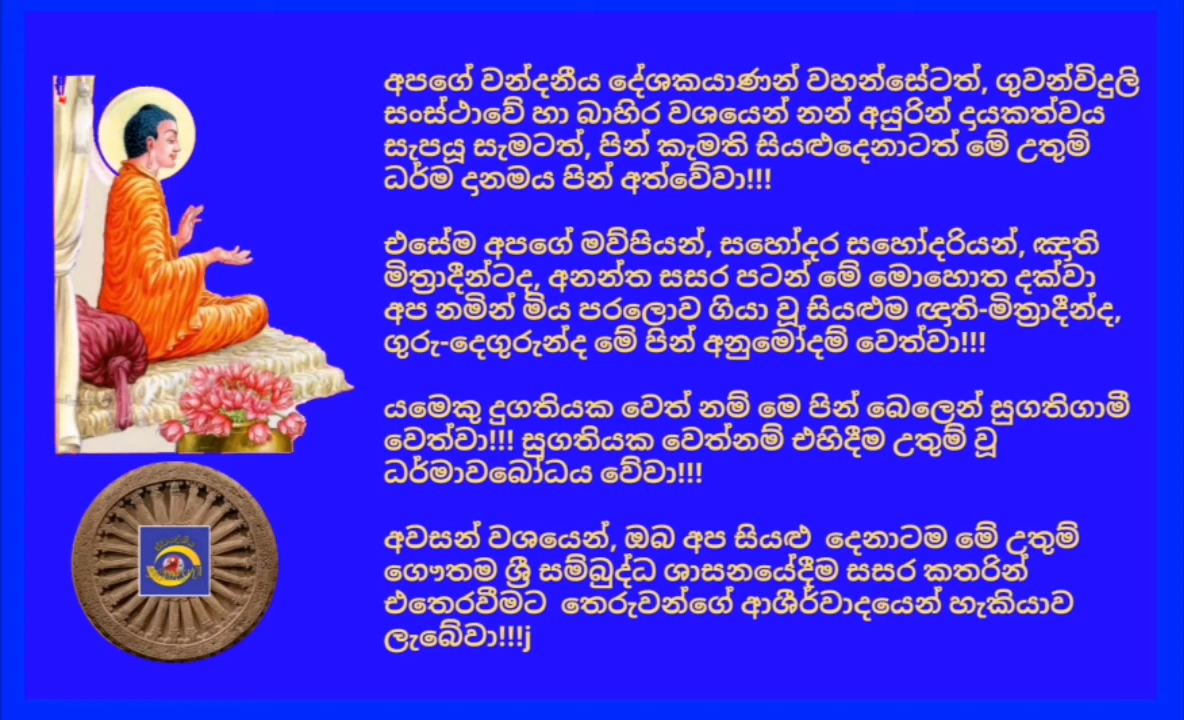 අපගේ වන්දනීය දේශකයාණන් වහන්සේටත්, ගුවන්විදුලි
සංස්ථාවේ හා බාහිර වශයෙන් නන් අයුරින් දායකත්වය
සැපයූ සැමටත්, පින් කැමති සියළුදෙනාටත් මේ උතුම්
ධර්ම දානමය පින් අත්වේවා!!!
එසේම අපගේ මව්පියන්, සහෝදර සහෝදරියන්, ඤාති
මිත්‍රාදීන්ටද, අනන්ත සසර පටන් මේ මොහොත දක්වා
අප නමින් මිය පරලොව ගියා වූ සියළුම ඥාති-මිත්‍රාදීන්ද,
ගුරු-දෙගුරුන්ද මේ පින් අනුමෝදම් වෙත්වා!!!
යමෙකු දුගතියක වෙත් නම් මෙ පින් බෙලෙන් සුගතිගාමී
වෙත්වා!!! සුගතියක වෙත්නම් එහිදීම උතුම් වූ
ධර්මාවබෝධය වේවා!!!
අවසන් වශයෙන්, ඔබ අප සියළු දෙනාටම මේ උතුම්
ගෞතම ශ්‍රී සම්බුද්ධ ශාසනයේදීම සසර කතරින්
එතෙරවීමට තෙරුවන්ගේ ආශීර්වාදයෙන් හැකියාව
ලැබේවා!!!j